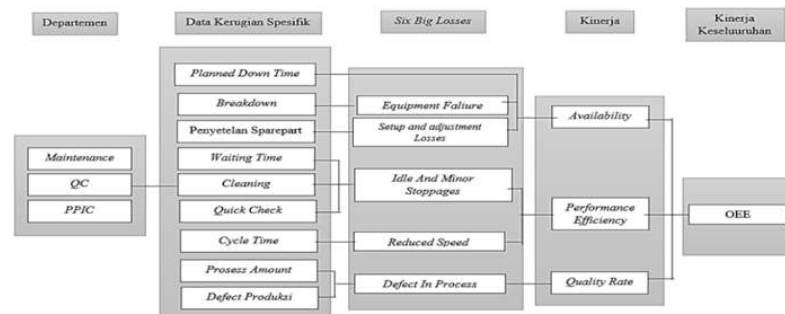 Departemen
Data Kerugian Spesifik
Six Big Losses
Kinerja
Kinerja
Keseluuruhan
Maintenance
QC
PPIC
Planned Down Time
Breakdown
Penyetelan Sparepart
Waiting Time
Cleaning
Quick Check
Cycle Time
Prosess Amount
Defect Produksi
Equipment Faliure
Setup and adjustment
Losses
Idle And Minor
Stoppages
Reduced Speed
Defect In Process
Availability
Performance
Efficiency
Quality Rate
OEE